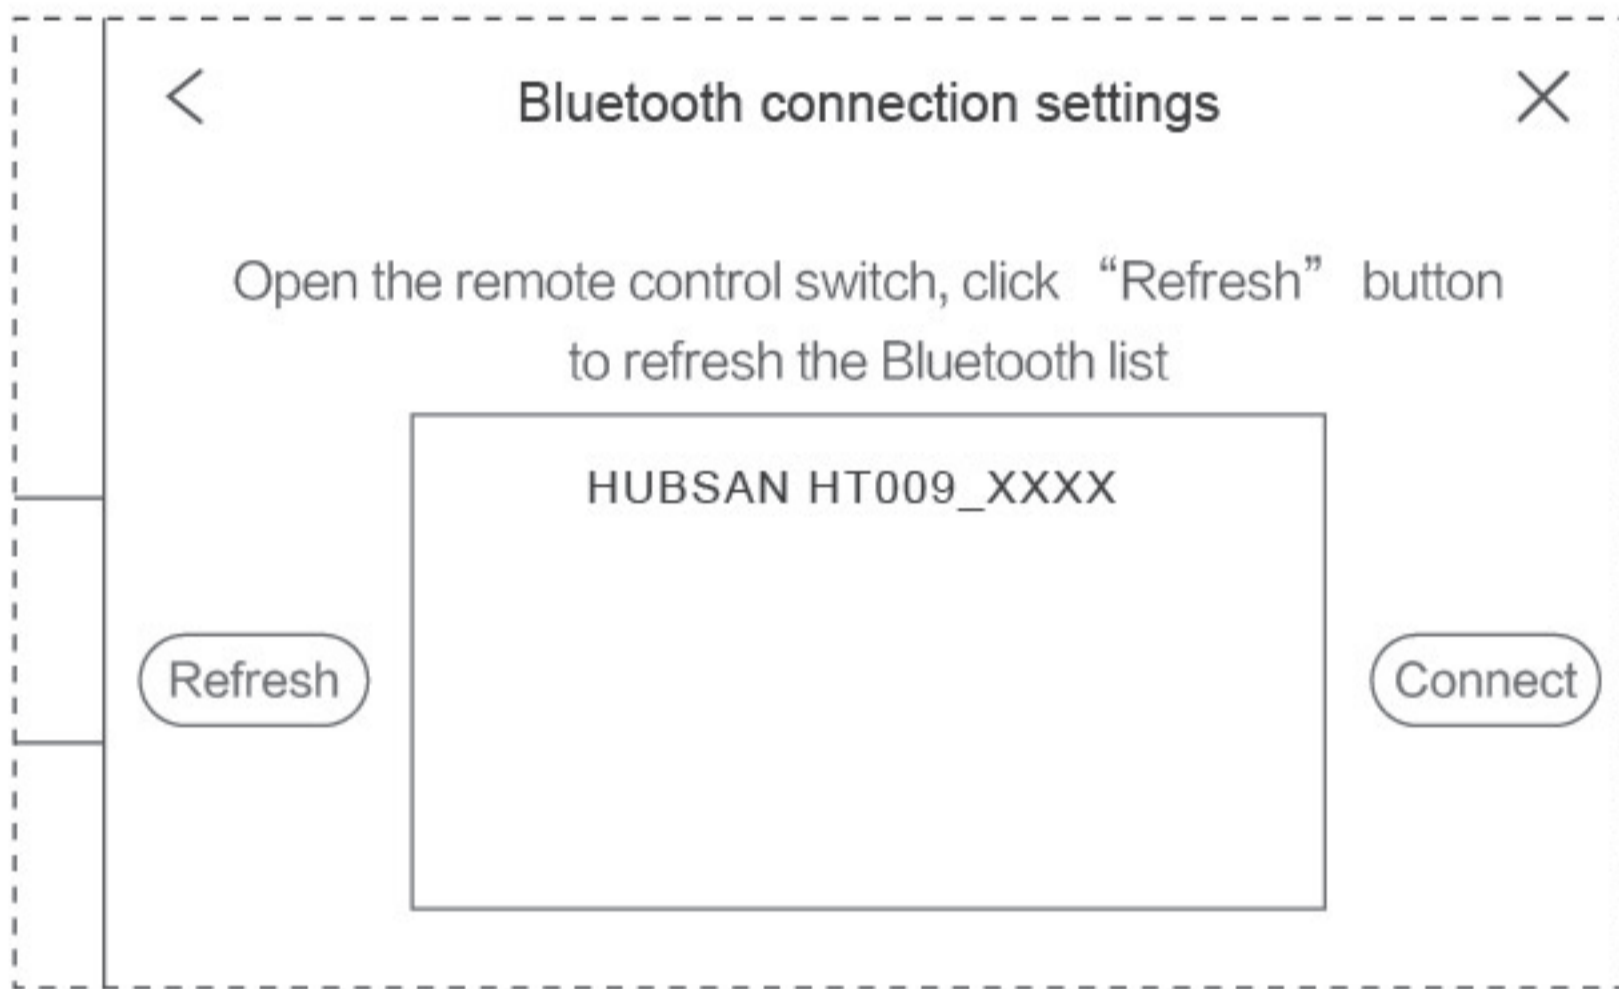 Bluetooth connection settings
Open the remote control switch, click “Refresh” button
to refresh the Bluetooth list
HUBSAN HT009_XXXX
Refresh
Connect